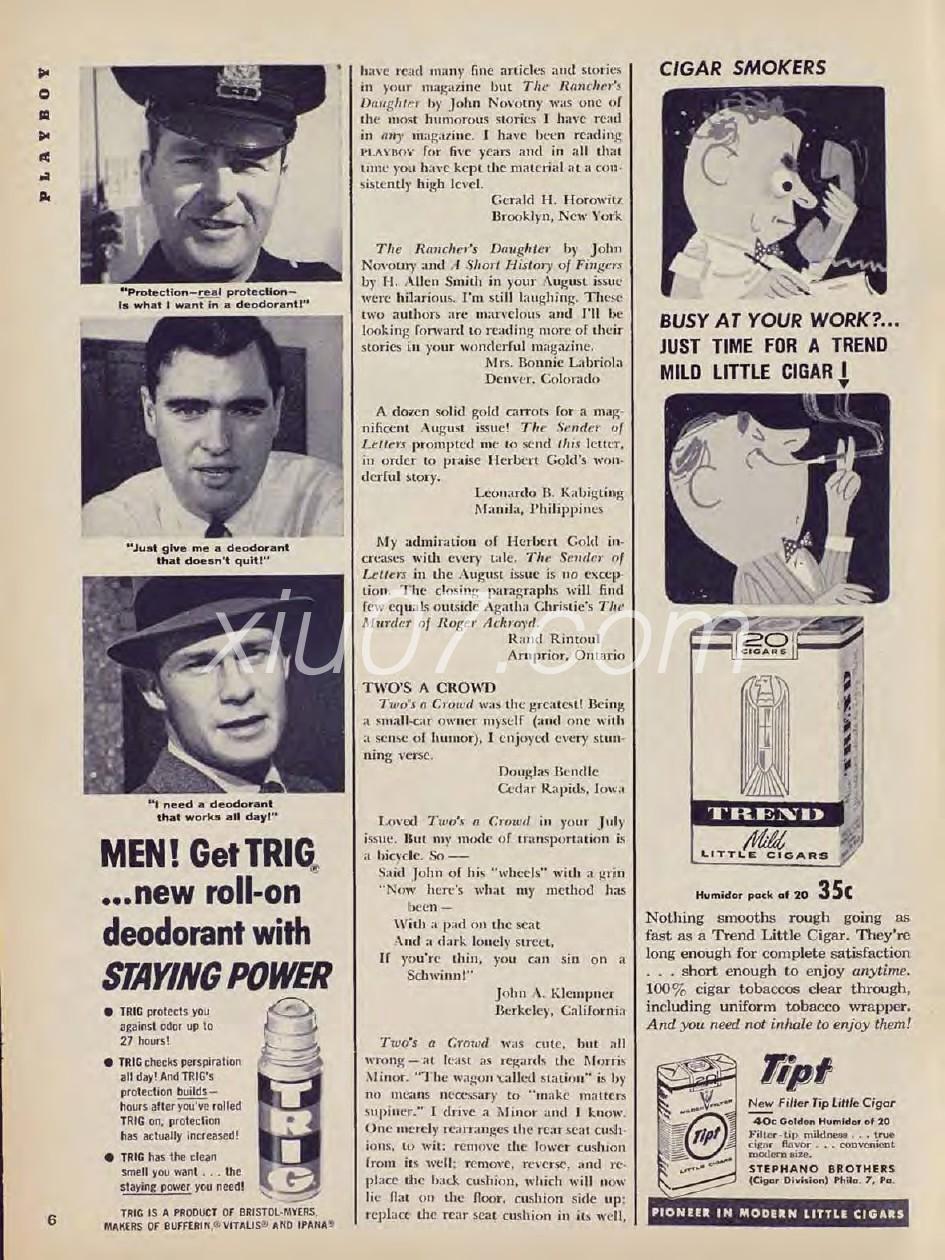 PLAYBOY
"Protection—real protection—
is what I want in a deodorant!"
"Just give me a deodorant
that doesn't quit!"
"I need a deodorant
that works all day!"
MEN! Get TRIG®
...new roll-on
deodorant with
STAYING POWER
● TRIG protects you
against odor up to
27 hours!
● TRIG checks perspiration
all day! And TRIG's
protection builds—
hours after you've rolled
TRIG on, protection
has actually increased!
● TRIG has the clean
smell you want . . . the
staying power you need!
TRIG
TRIG IS A PRODUCT OF BRISTOL-MYERS,
MAKERS OF BUFFERIN,® VITALIS® AND IPANA®
6
have read many fine articles and stories
in your magazine but The Rancher's
Daughter by John Novotny was one of
the most humorous stories I have read
in any magazine. I have been reading
PLAYBOY for five years and in all that
time you have kept the material at a con-
sistently high level.
Gerald H. Horowitz
Brooklyn, New York
The Rancher's Daughter by John
Novotny and A Short History of Fingers
by H. Allen Smith in your August issue
were hilarious. I'm still laughing. These
two authors are marvelous and I'll be
looking forward to reading more of their
stories in your wonderful magazine.
Mrs. Bonnie Labriola
Denver, Colorado
A dozen solid gold carrots for a mag-
nificent August issue! The Sender of
Letters prompted me to send this letter,
in order to praise Herbert Gold's won-
derful story.
Leonardo B. Kabigting
Manila, Philippines
My admiration of Herbert Gold in-
creases with every tale. The Sender of
Letters in the August issue is no excep-
tion. The closing paragraphs will find
few equals outside Agatha Christie's The
Murder of Roger Ackroyd.
Rand Rintoul
Arnprior, Ontario
TWO'S A CROWD
Two's a Crowd was the greatest! Being
a small-car owner myself (and one with
a sense of humor), I enjoyed every stun-
ning verse.
Douglas Bendle
Cedar Rapids, Iowa
Loved Two's a Crowd in your July
issue. But my mode of transportation is
a bicycle. So —
Said John of his "wheels" with a grin
"Now here's what my method has
been —
With a pad on the seat
And a dark lonely street,
If you're thin, you can sin on a
Schwinn!"
John A. Klempner
Berkeley, California
Two's a Crowd was cute, but all
wrong — at least as regards the Morris
Minor. "The wagon called station" is by
no means necessary to "make matters
supiner." I drive a Minor and I know.
One merely rearranges the rear seat cush-
ions, to wit: remove the lower cushion
from its well; remove, reverse, and re-
place the back cushion, which will now
lie flat on the floor, cushion side up;
replace the rear seat cushion in its well,
CIGAR SMOKERS
BUSY AT YOUR WORK?...
JUST TIME FOR A TREND
MILD LITTLE CIGAR!
20
CIGARS
TREND
TREND
Mild
LITTLE CIGARS
Humidor pack of 20 35c
Nothing smooths rough going as
fast as a Trend Little Cigar. They're
long enough for complete satisfaction
. . . short enough to enjoy anytime.
100% cigar tobaccos clear through,
including uniform tobacco wrapper.
And you need not inhale to enjoy them!
20
Tipt
LITTLE CIGARS
Tipt
New Filter Tip Little Cigar
40c Golden Humidor of 20
Filter-tip mildness . . . true
cigar flavor . . . convenient
modern size.
STEPHANO BROTHERS
(Cigar Division) Phila. 7, Pa.
PIONEER IN MODERN LITTLE CIGARS
xiu07.com